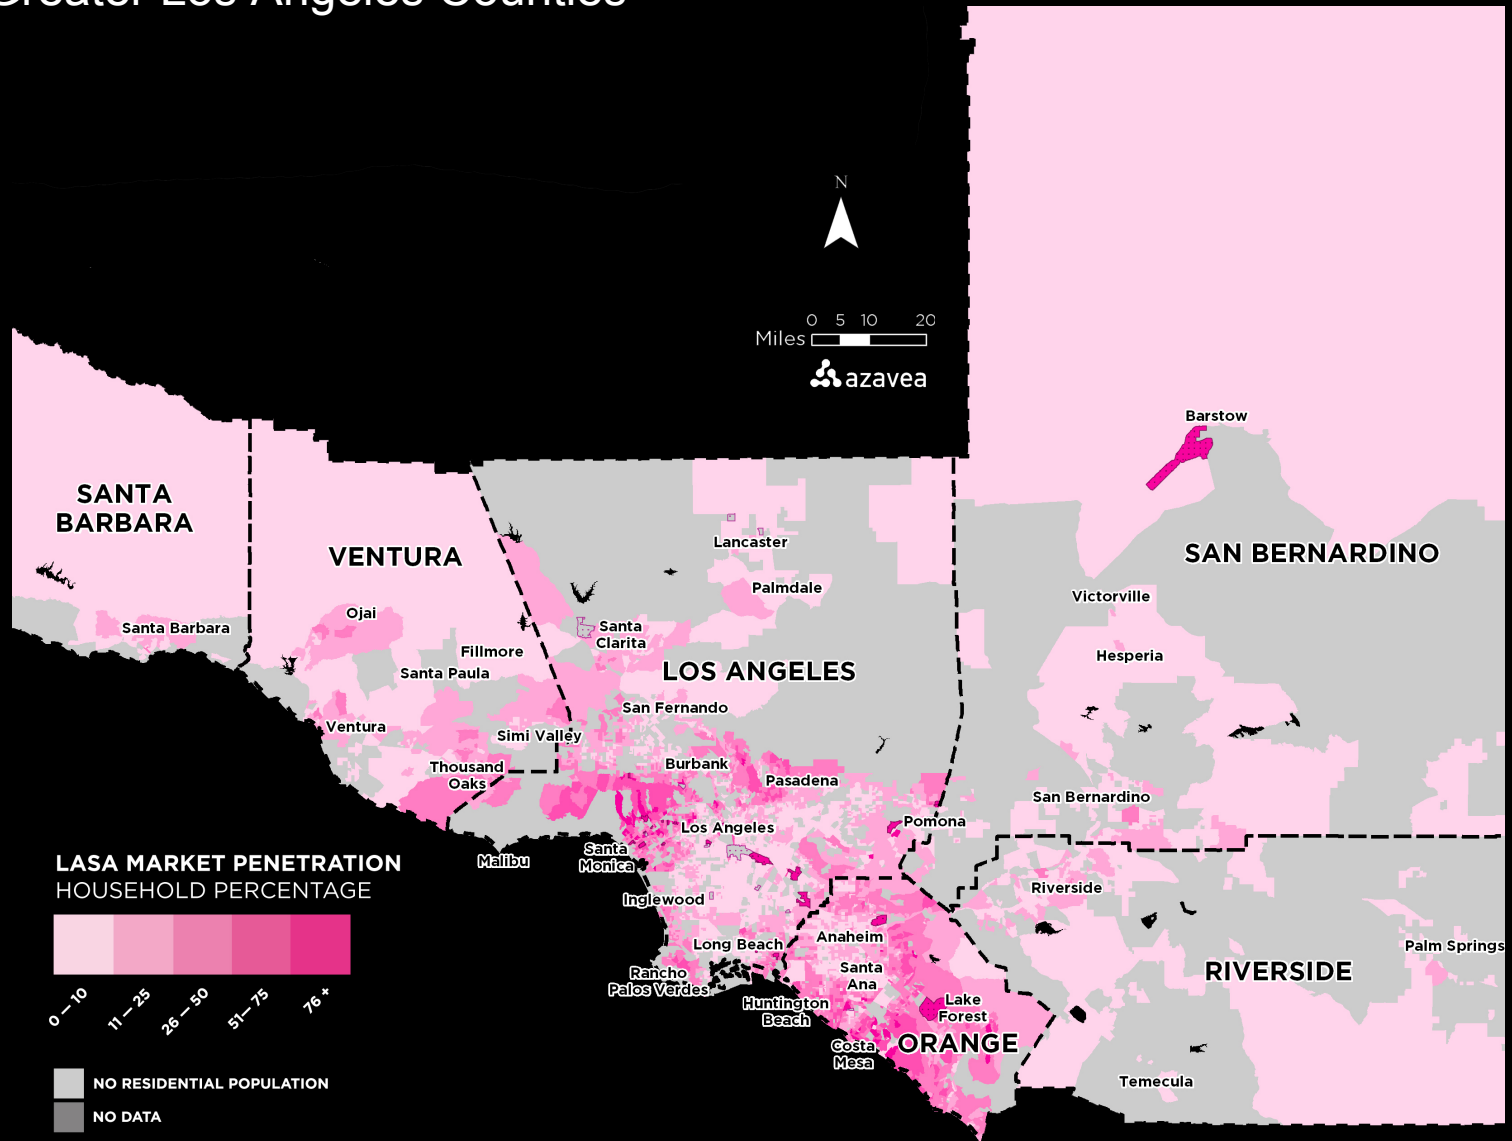 Greater Los Angeles Counties
N
0 5 10 20
Miles
azavea
Barstow
SANTA
BARBARA
VENTURA
SAN BERNARDINO
Lancaster
Palmdale
Victorville
Ojai
Santa Barbara
Santa
Clarita
Fillmore
Hesperia
Santa Paula
LOS ANGELES
San Fernando
Ventura
Simi Valley
Burbank
Thousand
Oaks
Pasadena
San Bernardino
Pomona
Los Angeles
Malibu
Santa
Monica
Riverside
Inglewood
Anaheim
Long Beach
Palm Springs
Santa
Ana
RIVERSIDE
Rancho
Palos Verdes
Huntington
Beach
Lake
Forest
ORANGE
Costa
Mesa
Temecula
LASA MARKET PENETRATION
HOUSEHOLD PERCENTAGE
0 — 10
11 — 25
26 — 50
51— 75
76 +
NO RESIDENTIAL POPULATION
NO DATA